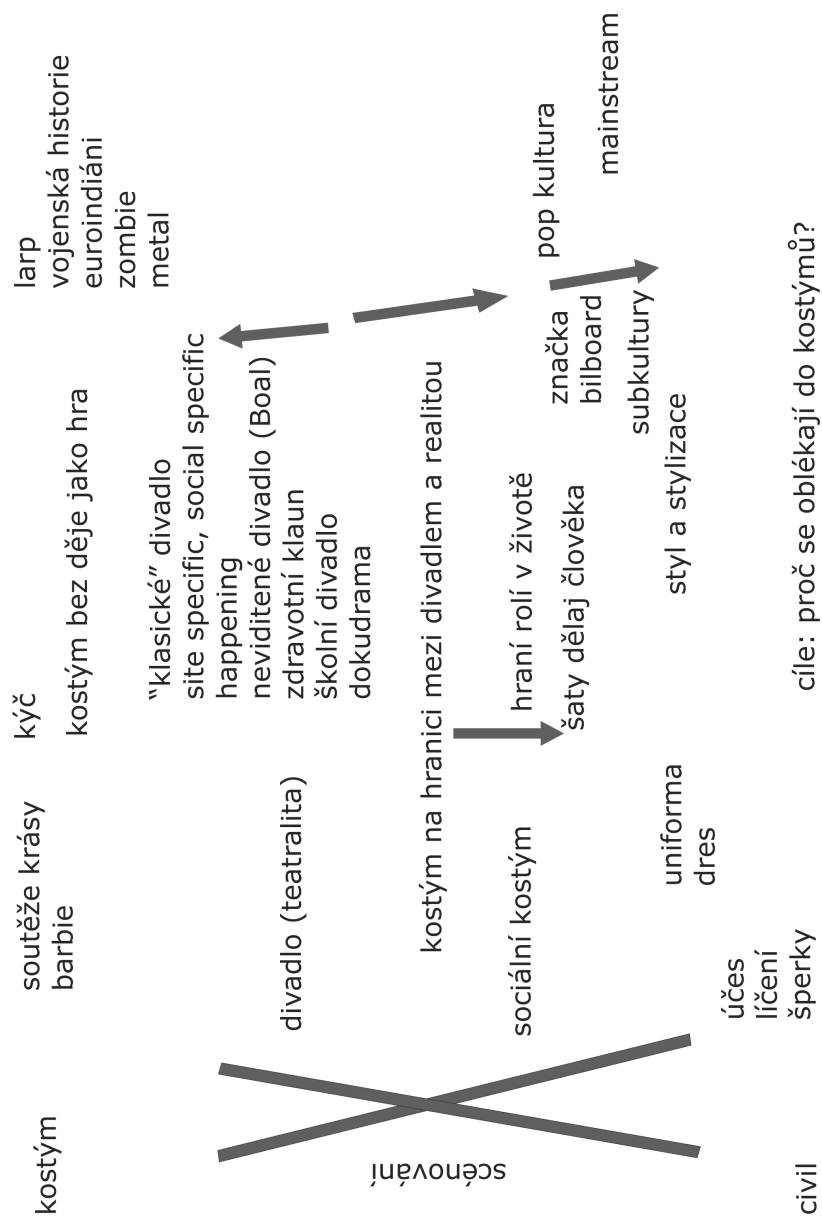 kostým
soutěže krásy
barbie
kýč
kostým bez děje jako hra
larp
vojenská historie
euroindiáni
zombie
metal
"klasické" divadlo
site specific, social specific
happening
neviditené divadlo (Boal)
zdravotní klaun
školní divadlo
dokudrama
divadlo (teatralita)
scénování
kostým na hranici mezi divadlem a realitou
sociální kostým
hraní rolí v životě
šaty dělaj člověka
značka
bilboard
pop kultura
mainstream
subkultury
styl a stylizace
uniforma
dres
účes
líčení
šperky
civil
cíle: proč se oblékají do kostýmů?